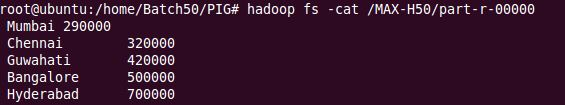 root@ubuntu:/home/Batch50/PIG# hadoop fs -cat /MAX-H50/part-r-00000
Mumbai 290000
Chennai 320000
Guwahati 420000
Bangalore 500000
Hyderabad 700000